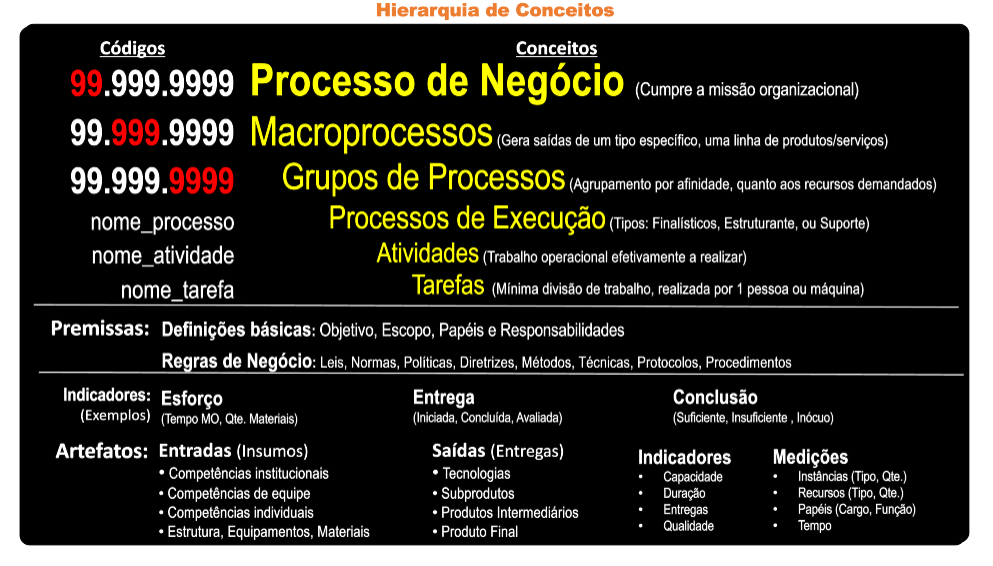 Hierarquia de Conceitos
Códigos Conceitos
99.999.9999 Processo de Negócio (Cumpre a missão organizacional)
99.999.9999 Macroprocessos (Gera saídas de um tipo específico, uma linha de produtos/serviços)
99.999.9999 Grupos de Processos (Agrupamento por afinidade, quanto aos recursos demandados)
nome_processo Processos de Execução (Tipos: Finalísticos, Estruturante, ou Suporte)
nome_atividade Atividades (Trabalho operacional efetivamente a realizar)
nome_tarefa Tarefas (Mínima divisão de trabalho, realizada por 1 pessoa ou máquina)
Premissas: Definições básicas: Objetivo, Escopo, Papéis e Responsabilidades
Regras de Negócio: Leis, Normas, Políticas, Diretrizes, Métodos, Técnicas, Protocolos, Procedimentos
Indicadores: Esforço Entrega Conclusão
(Exemplos) (Tempo MO, Qte. Materiais) (Iniciada, Concluída, Avaliada) (Suficiente, Insuficiente , Inócuo)
Artefatos: Entradas (Insumos)
• Competências institucionais
• Competências de equipe
• Competências individuais
• Estrutura, Equipamentos, Materiais
Saídas (Entregas)
• Tecnologias
• Subprodutos
• Produtos Intermediários
• Produto Final
Indicadores
• Capacidade
• Duração
• Entregas
• Qualidade
Medições
• Instâncias (Tipo, Qte.)
• Recursos (Tipo, Qte.)
• Papéis (Cargo, Função)
• Tempo